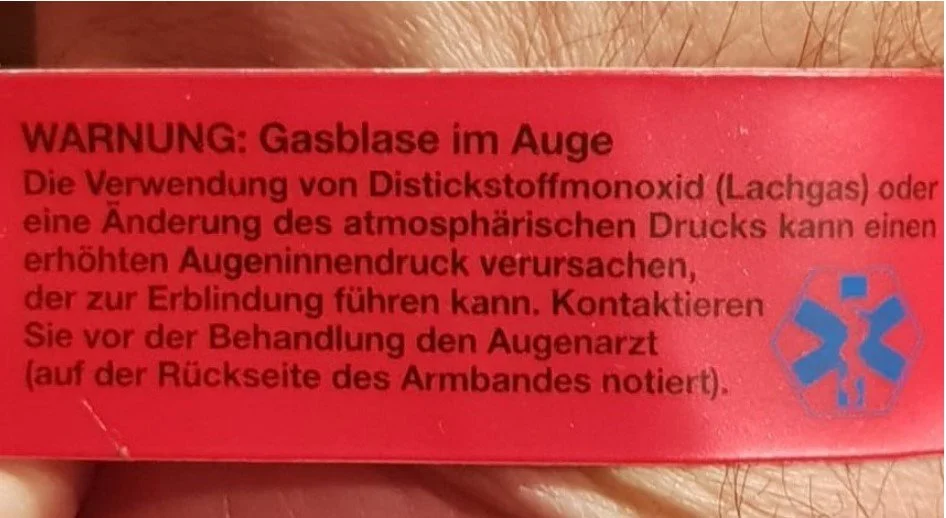 WARNUNG: Gasblase im Auge
Die Verwendung von Distickstoffmonoxid (Lachgas) oder
eine Änderung des atmosphärischen Drucks kann einen
erhöhten Augeninnendruck verursachen,
der zur Erblindung führen kann. Kontaktieren
Sie vor der Behandlung den Augenarzt
(auf der Rückseite des Armbandes notiert).